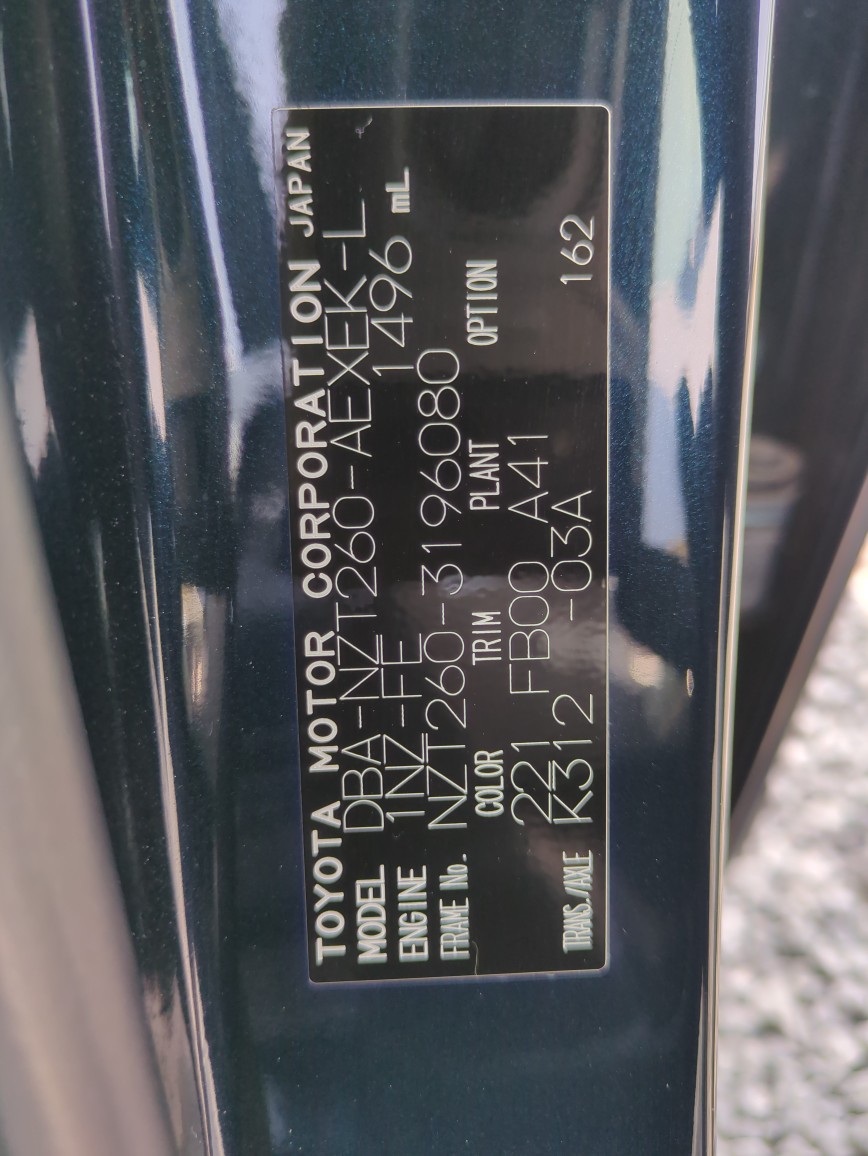 TOYOTA MOTOR CORPORATION JAPAN
MODEL DBA-NZT260-AEXEK-L
ENGINE 1NZ-FE 1496 mL
FRAME No. NZT260-3196080
COLOR TRIM PLANT OPTION
221 FB00 A41
TRANS./AXLE K312 -03A 162